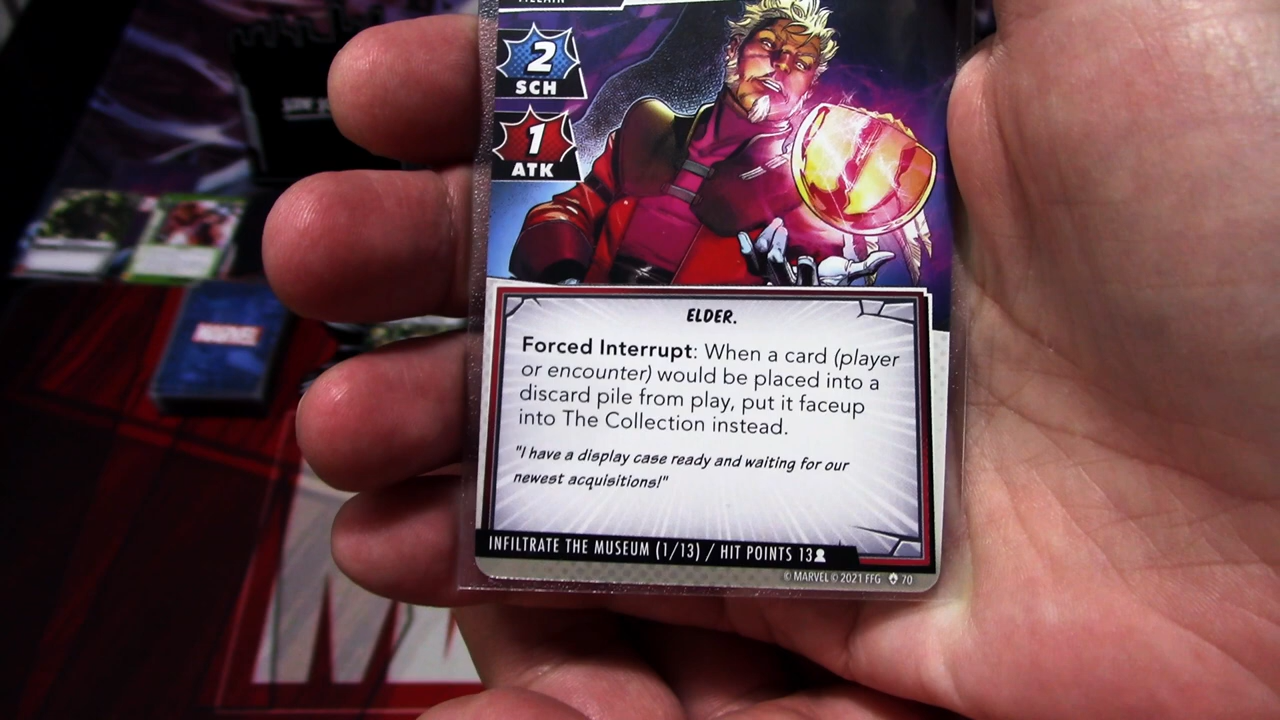 2
SCH
1
ATK
ELDER.
Forced Interrupt: When a card (player
or encounter) would be placed into a
discard pile from play, put it faceup
into The Collection instead.
"I have a display case ready and waiting for our
newest acquisitions!"
INFILTRATE THE MUSEUM (1/13) / HIT POINTS 13
© MARVEL © 2021 FFG 70
MARVEL